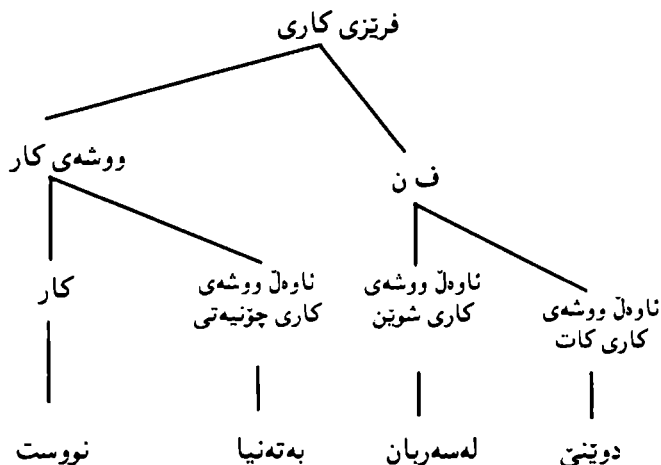 فرێزی کاری
ووشەی کار
ف ن
ئاوەڵ ووشەی
کاری کات
ئاوەڵ ووشەی
کاری شوێن
ئاوەڵ ووشەی
کاری چۆنیەتی
کار
دوێنێ
لەسەربان
بەتەنیا
نووست